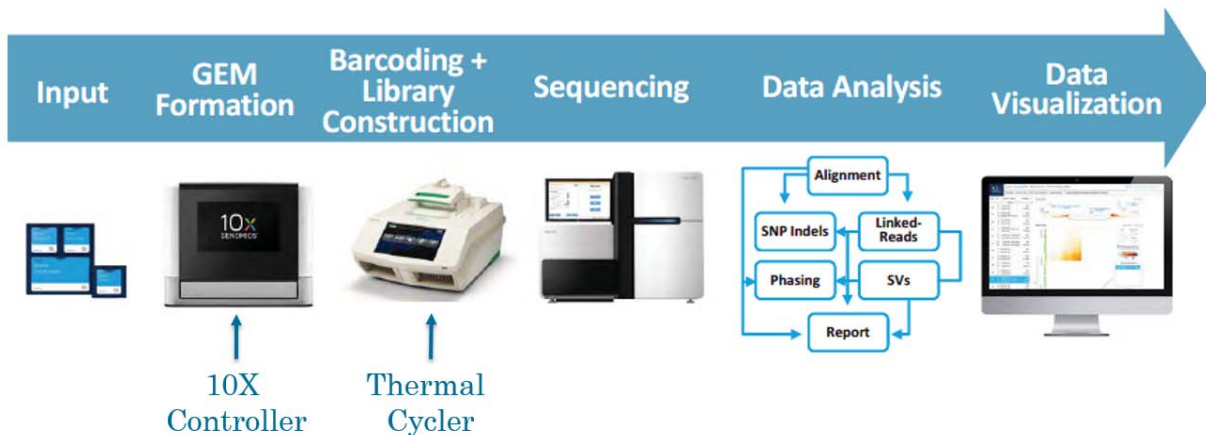 Input
GEM
Formation
Barcoding +
Library
Construction
Sequencing
Data Analysis
Data
Visualization
10x
GENOMICS
Alignment
SNP Indels
Linked-
Reads
Phasing
SVs
Report
10X
Controller
Thermal
Cycler